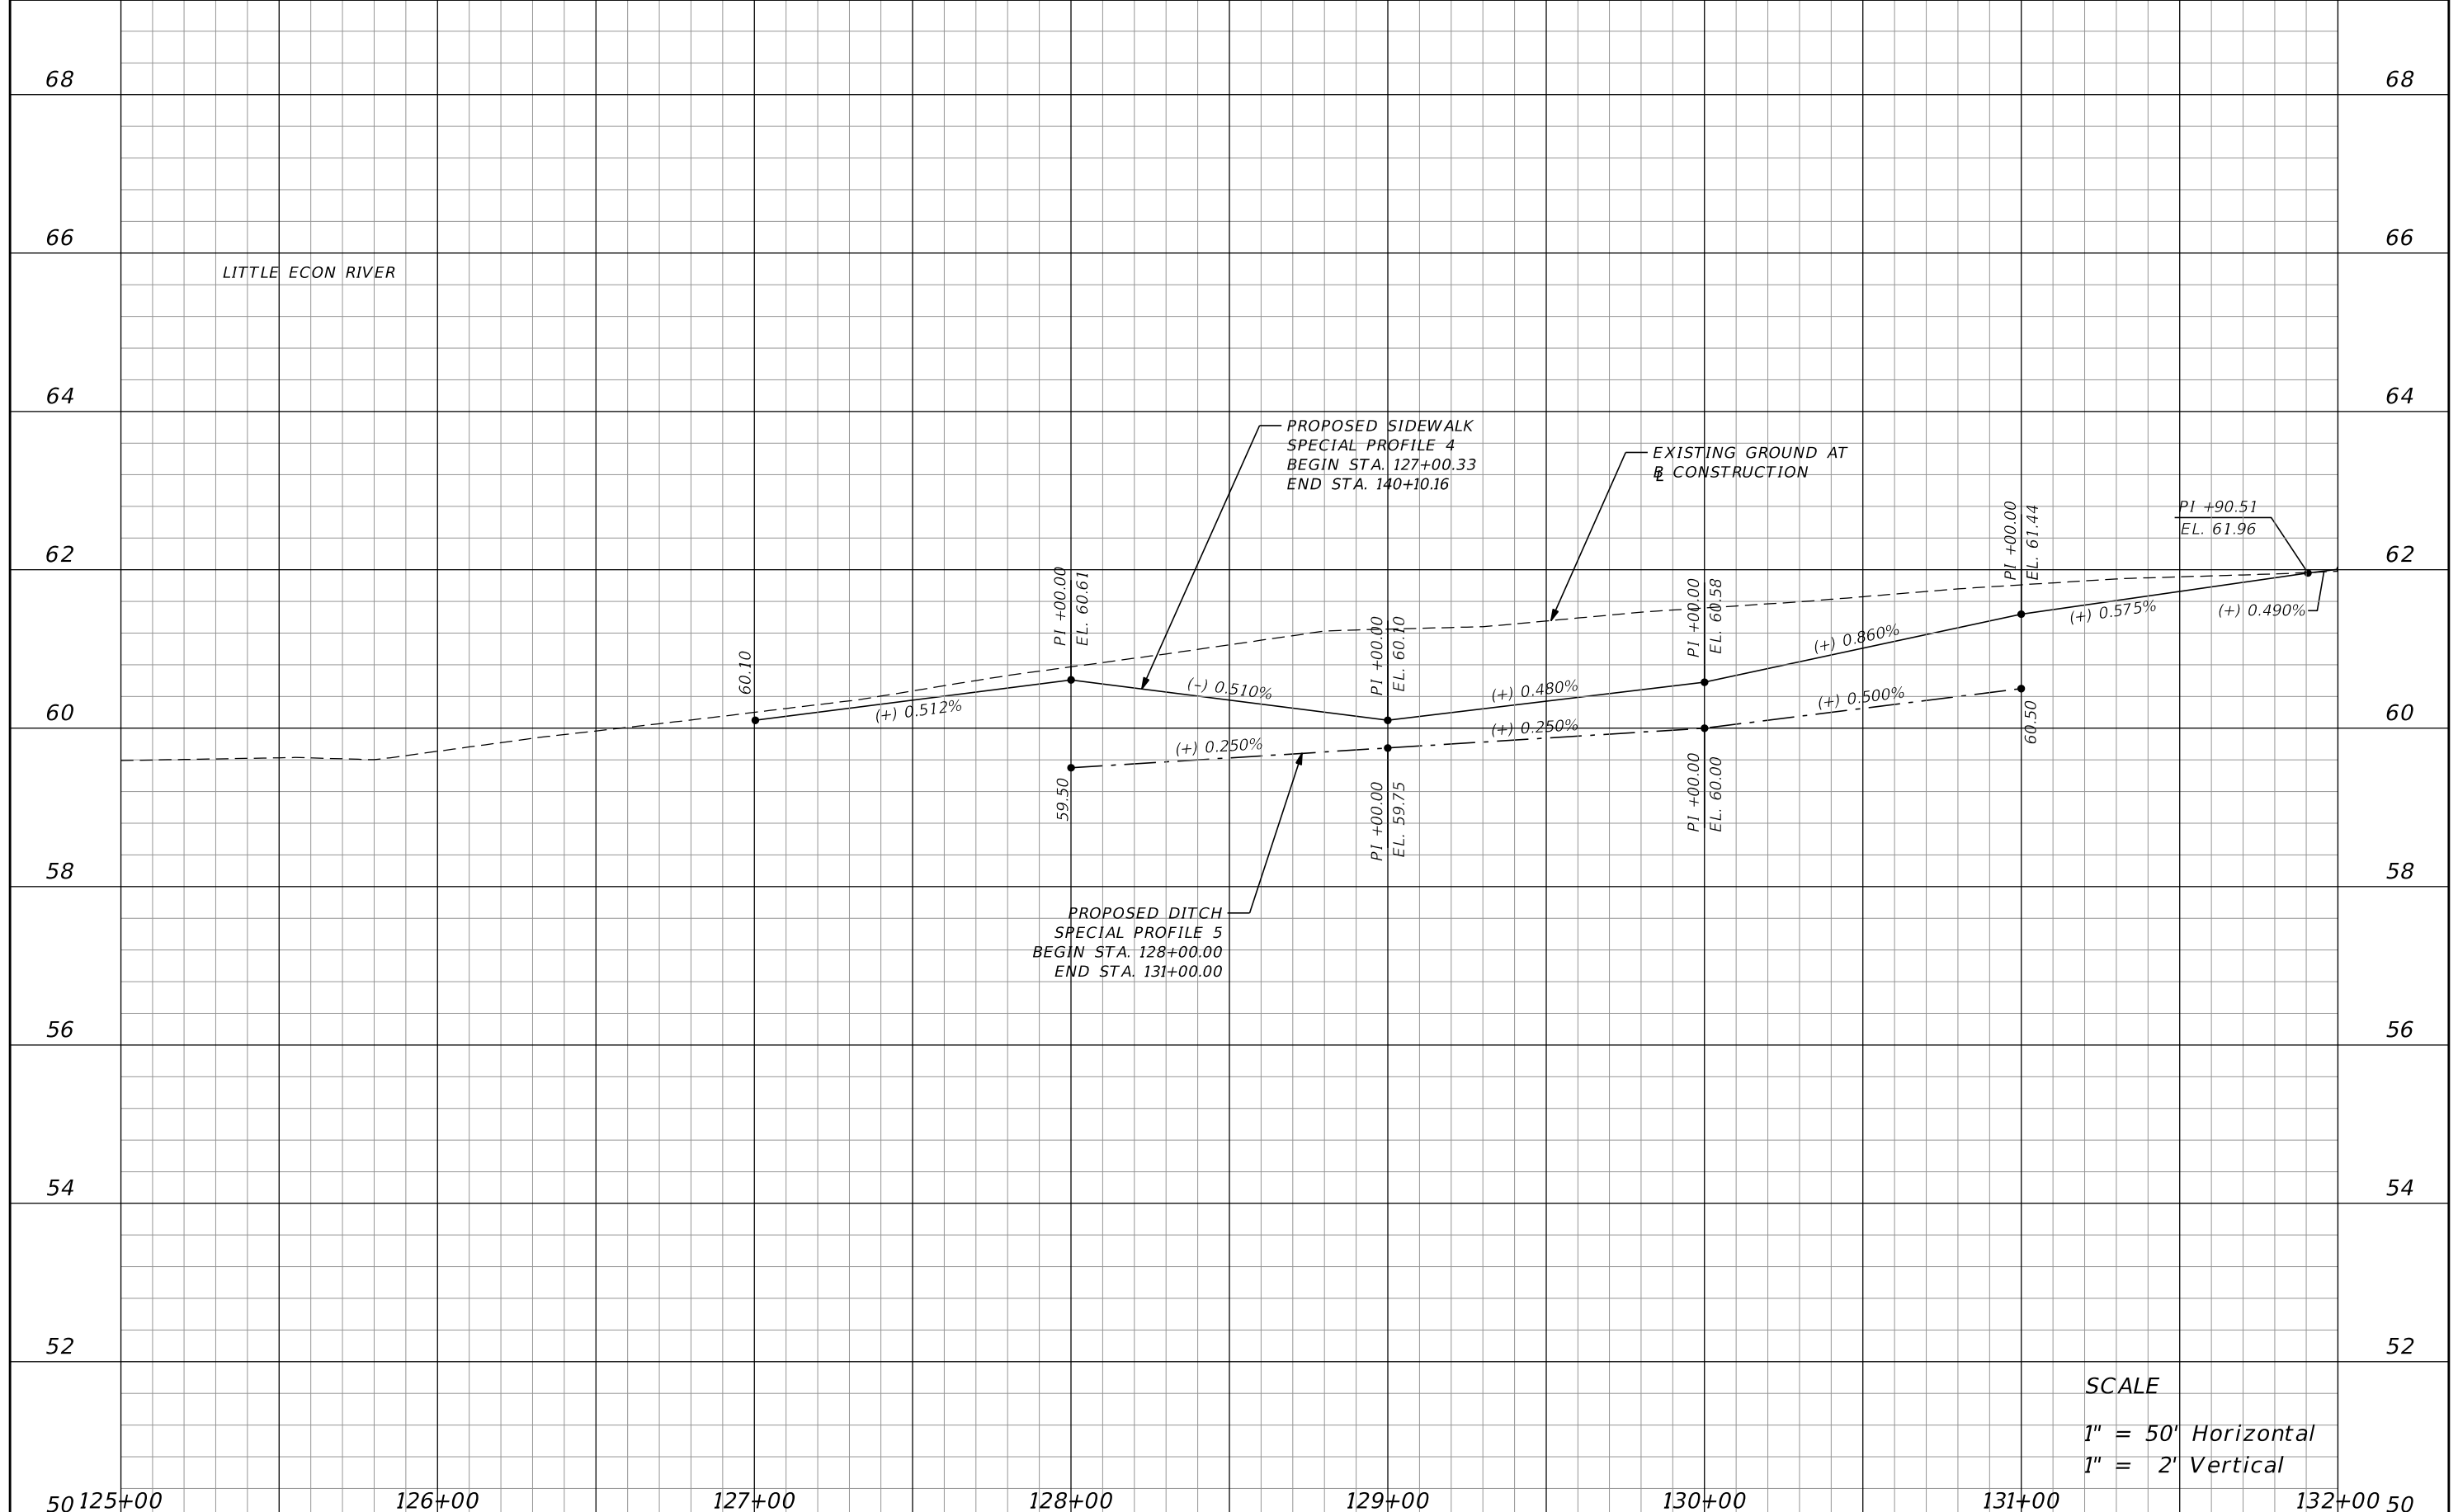 68
68
66
66
LITTLE ECON RIVER
64
64
PROPOSED SIDEWALK
SPECIAL PROFILE 4
BEGIN STA. 127+00.33
END STA. 140+10.16
EXISTING GROUND AT
℄ CONSTRUCTION
PI +90.51
EL. 61.96
62
62
PI +00.00
EL. 60.61
PI +00.00
EL. 60.10
PI +00.00
EL. 60.58
PI +00.00
EL. 61.44
60.10
(+) 0.512%
(-) 0.510%
(+) 0.480%
(+) 0.860%
(+) 0.575%
(+) 0.490%
60
60
(+) 0.250%
(+) 0.250%
(+) 0.500%
59.50
PI +00.00
EL. 59.75
PI +00.00
EL. 60.00
60.50
58
58
PROPOSED DITCH
SPECIAL PROFILE 5
BEGIN STA. 128+00.00
END STA. 131+00.00
56
56
54
54
52
52
SCALE
1" = 50' Horizontal
1" = 2' Vertical
50
125+00
126+00
127+00
128+00
129+00
130+00
131+00
132+00
50